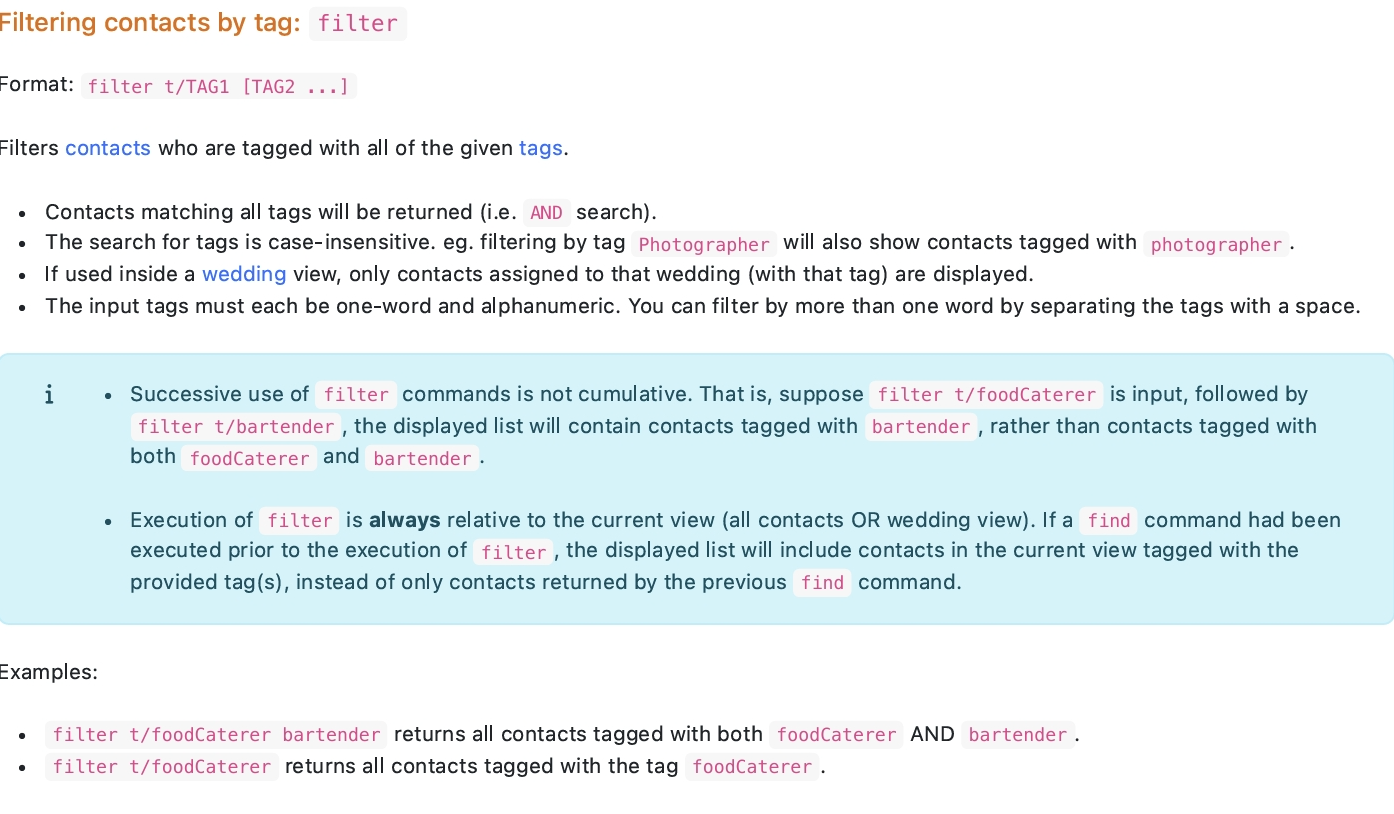 Filtering contacts by tag: filter
Format: filter t/TAG1 [TAG2 ...]
Filters contacts who are tagged with all of the given tags.
• Contacts matching all tags will be returned (i.e. AND search).
• The search for tags is case-insensitive. eg. filtering by tag Photographer will also show contacts tagged with photographer.
• If used inside a wedding view, only contacts assigned to that wedding (with that tag) are displayed.
• The input tags must each be one-word and alphanumeric. You can filter by more than one word by separating the tags with a space.
i • Successive use of filter commands is not cumulative. That is, suppose filter t/foodCaterer is input, followed by
filter t/bartender, the displayed list will contain contacts tagged with bartender, rather than contacts tagged with
both foodCaterer and bartender.
• Execution of filter is always relative to the current view (all contacts OR wedding view). If a find command had been
executed prior to the execution of filter, the displayed list will include contacts in the current view tagged with the
provided tag(s), instead of only contacts returned by the previous find command.
Examples:
• filter t/foodCaterer bartender returns all contacts tagged with both foodCaterer AND bartender.
• filter t/foodCaterer returns all contacts tagged with the tag foodCaterer.